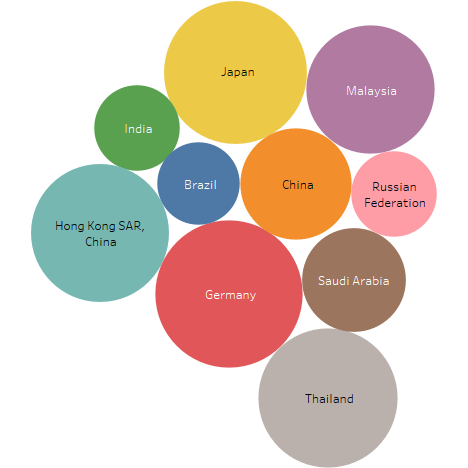 Japan
Malaysia
India
Brazil
China
Russian
Federation
Hong Kong SAR,
China
Germany
Saudi Arabia
Thailand